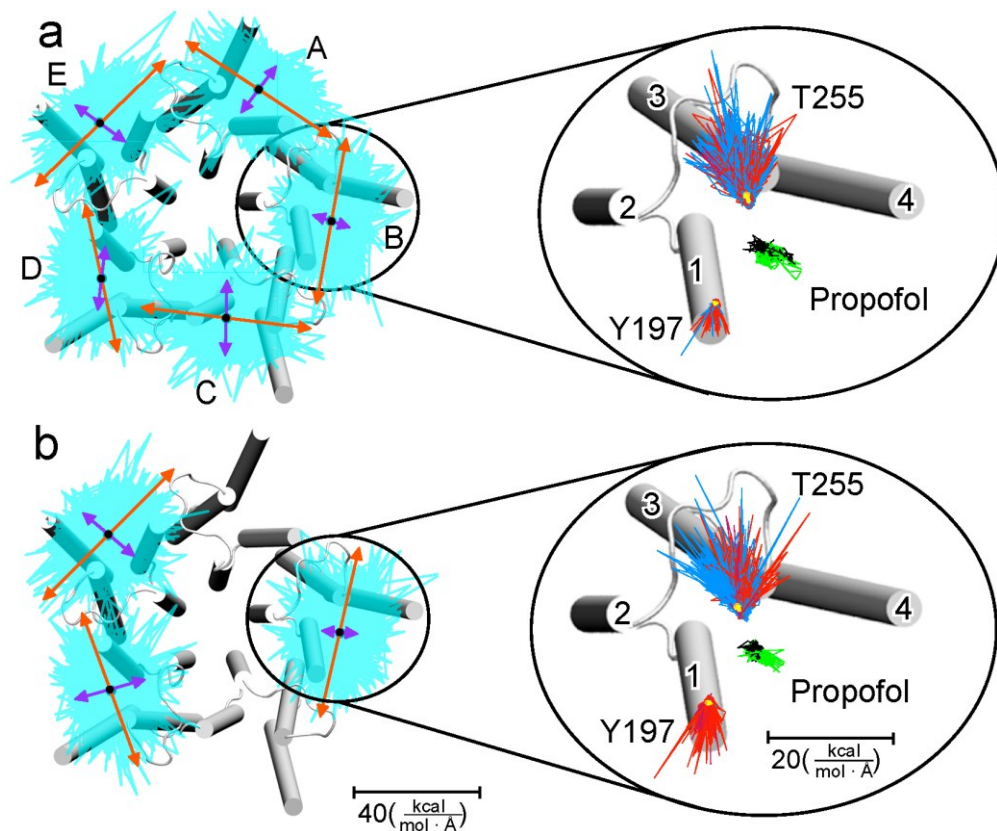 a
E
A
B
D
C
3
T255
2
4
1
Propofol
Y197
b
3
T255
2
4
1
Propofol
Y197
20(kcal
mol · Å)
40(kcal
mol · Å)